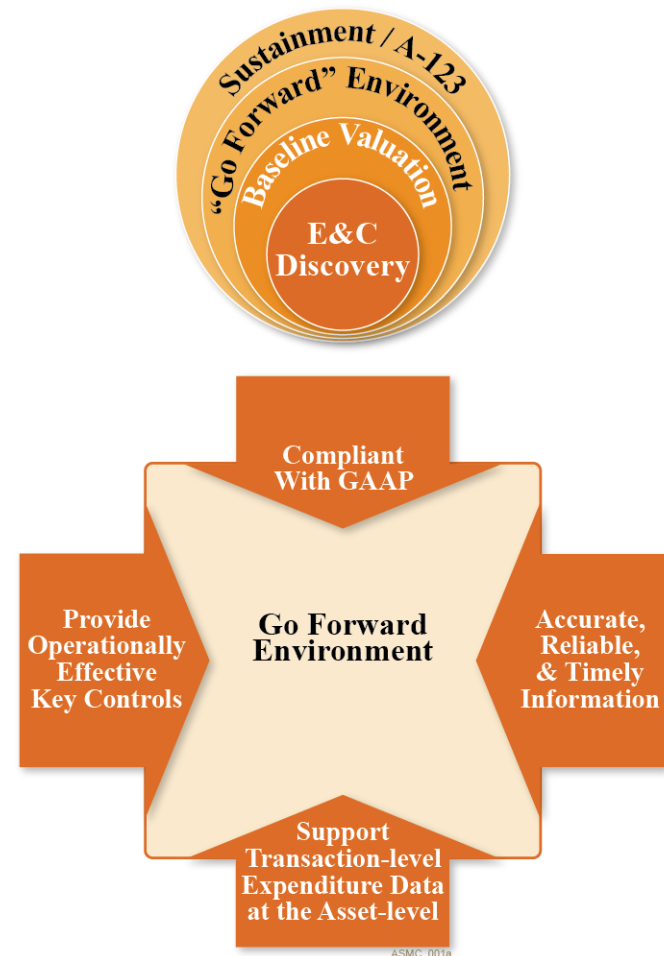 Sustainment / A-123
“Go Forward” Environment
Baseline Valuation
E&C
Discovery
Compliant
With GAAP
Provide
Operationally
Effective
Key Controls
Go Forward
Environment
Accurate,
Reliable,
& Timely
Information
Support
Transaction-level
Expenditure Data
at the Asset-level
ASMC_001a